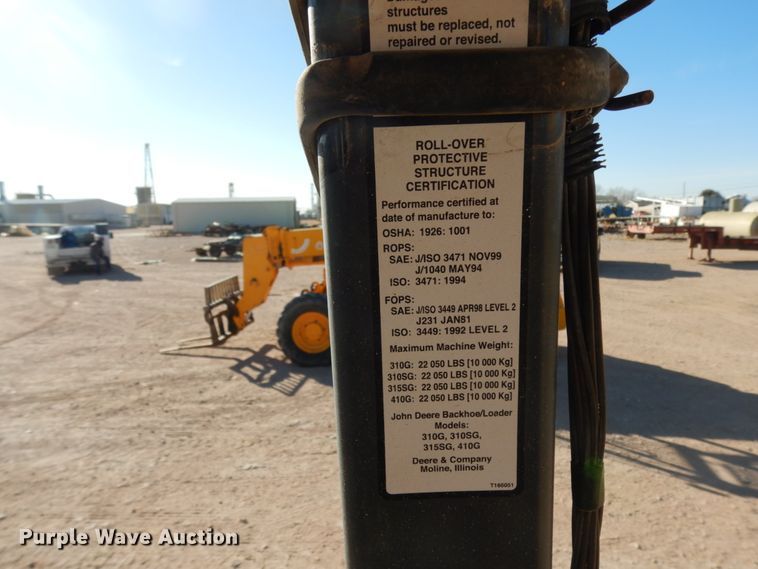 structures
must be replaced, not
repaired or revised.
ROLL-OVER
PROTECTIVE
STRUCTURE
CERTIFICATION
Performance certified at
date of manufacture to:
OSHA: 1926: 1001
ROPS:
SAE: J/ISO 3471 NOV99
J/1040 MAY94
ISO: 3471: 1994
FOPS:
SAE: J/ISO 3449 APR98 LEVEL 2
J231 JAN81
ISO: 3449: 1992 LEVEL 2
Maximum Machine Weight:
310G: 22 050 LBS [10 000 Kg]
310SG: 22 050 LBS [10 000 Kg]
315SG: 22 050 LBS [10 000 Kg]
410G: 22 050 LBS [10 000 Kg]
John Deere Backhoe/Loader
Models:
310G, 310SG,
315SG, 410G
Deere & Company
Moline, Illinois
T166051
Purple Wave Auction